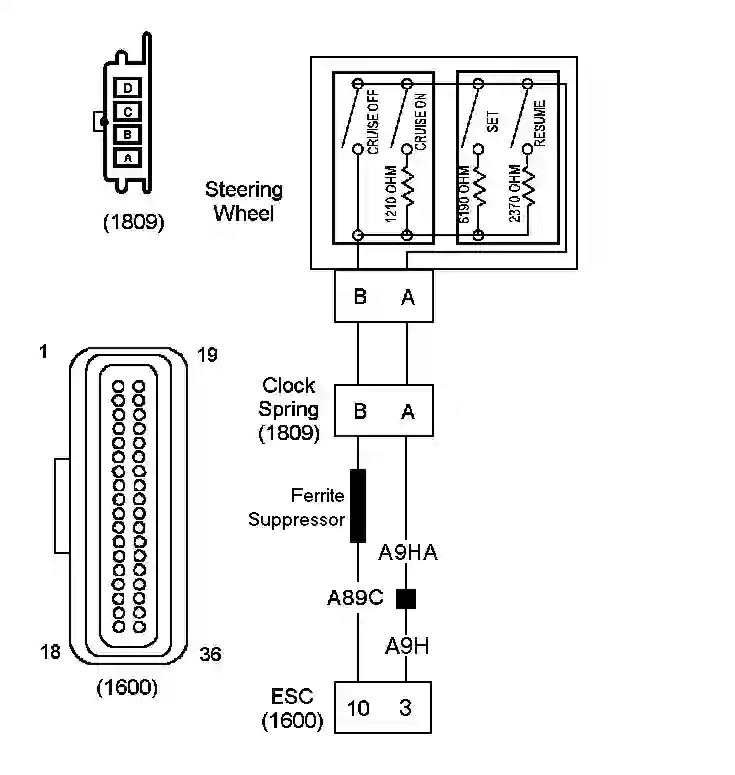 D
C
B
A
(1809)
Steering
Wheel
CRUISE OFF
CRUISE ON
SET
RESUME
1210 OHM
6190 OHM
2370 OHM
B A
Clock
Spring
(1809)
B A
Ferrite
Suppressor
A9HA
A89C
A9H
1
19
18
36
(1600)
ESC
(1600)
10 3